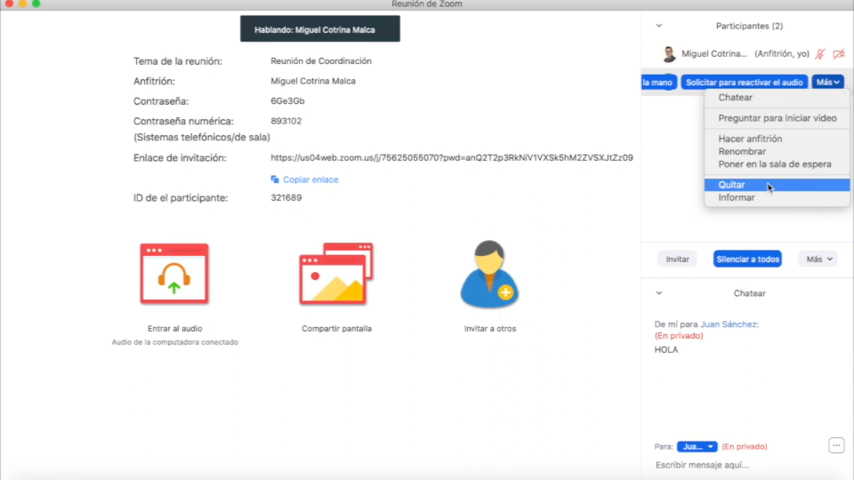 Reunión de Zoom
Hablando: Miguel Cotrina Malca
Tema de la reunión: Reunión de Coordinación
Anfitrión: Miguel Cotrina Malca
Contraseña: 6Ge3Gb
Contraseña numérica: 893102
(Sistemas telefónicos/de sala)
Enlace de invitación: https://us04web.zoom.us/j/75625055070?pwd=anQ2T2p3RkNiV1VXSk5hM2ZVSXJtZz09
Copiar enlace
ID de el participante: 321689
Entrar al audio
Audio de la computadora conectado
Compartir pantalla
Invitar a otros
Participantes (2)
Miguel Cotrina... (Anfitrión, yo)
la mano Solicitar para reactivar el audio Más
Chatear
Preguntar para iniciar video
Hacer anfitrión
Renombrar
Poner en la sala de espera
Quitar
Informar
Invitar Silenciar a todos Más
Chatear
De mí para Juan Sánchez:
(En privado)
HOLA
Para: Jua... (En privado)
Escribir mensaje aquí...